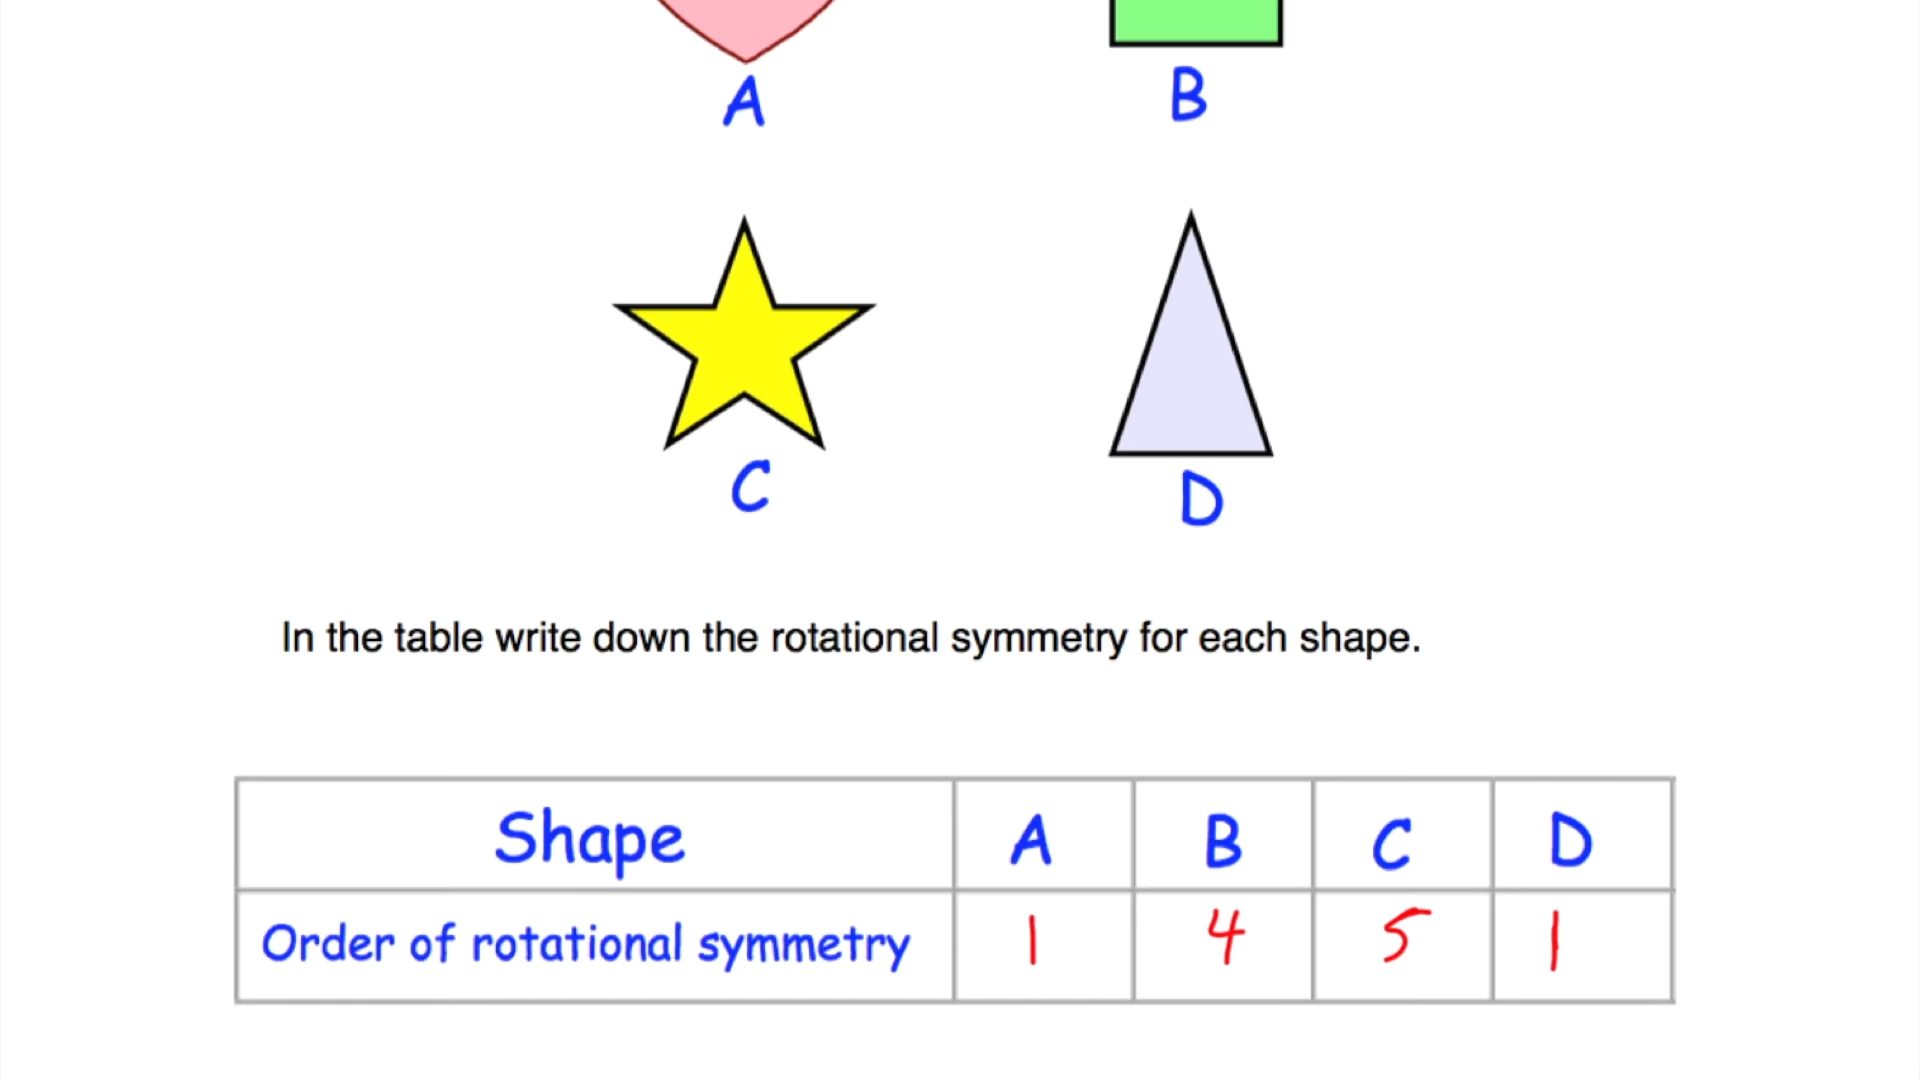 A B
C D
In the table write down the rotational symmetry for each shape.
Shape A B C D
Order of rotational symmetry 1 4 5 1